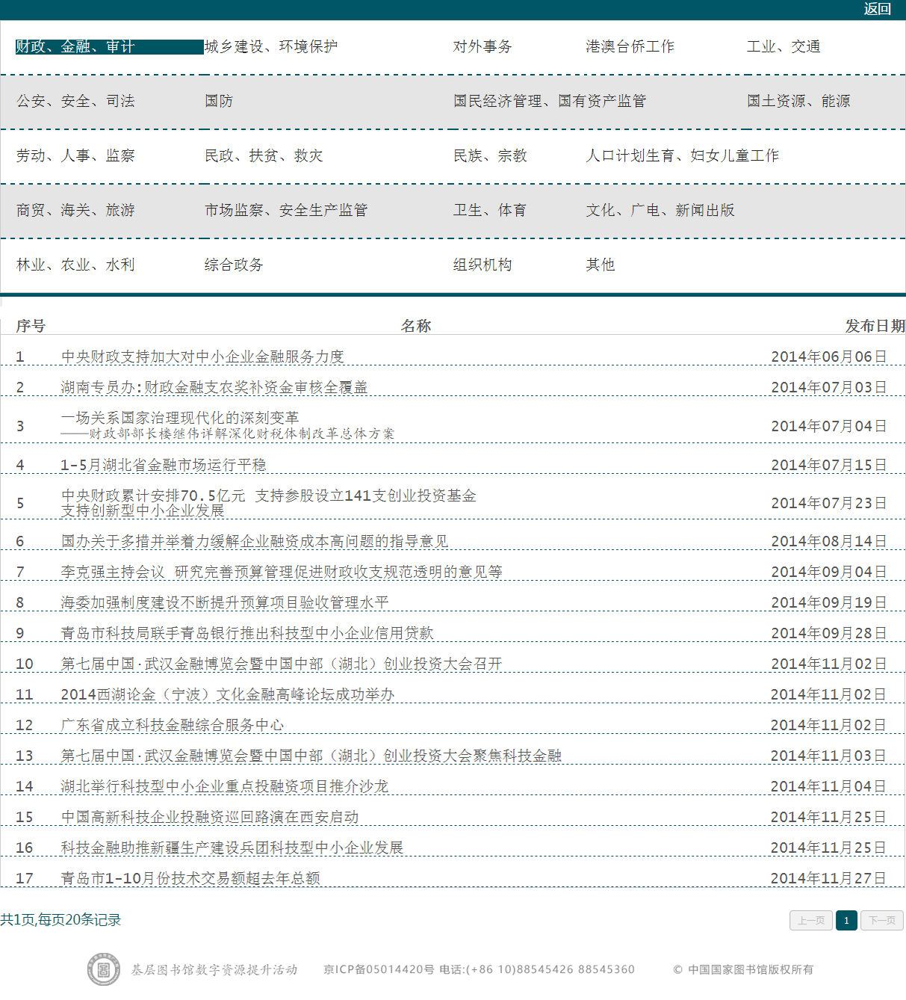 返回
财政、金融、审计 城乡建设、环境保护 对外事务 港澳台侨工作 工业、交通
公安、安全、司法 国防 国民经济管理、国有资产监管 国土资源、能源
劳动、人事、监察 民政、扶贫、救灾 民族、宗教 人口计划生育、妇女儿童工作
商贸、海关、旅游 市场监察、安全生产监管 卫生、体育 文化、广电、新闻出版
林业、农业、水利 综合政务 组织机构 其他
序号 名称 发布日期
1 中央财政支持加大对中小企业金融服务力度 2014年06月06日
2 湖南专员办:财政金融支农奖补资金审核全覆盖 2014年07月03日
3 一场关系国家治理现代化的深刻变革 2014年07月04日
——财政部部长楼继伟详解深化财税体制改革总体方案
4 1-5月湖北省金融市场运行平稳 2014年07月15日
5 中央财政累计安排70.5亿元 支持参股设立141支创业投资基金 2014年07月23日
支持创新型中小企业发展
6 国办关于多措并举着力缓解企业融资成本高问题的指导意见 2014年08月14日
7 李克强主持会议 研究完善预算管理促进财政收支规范透明的意见等 2014年09月04日
8 海委加强制度建设不断提升预算项目验收管理水平 2014年09月19日
9 青岛市科技局联手青岛银行推出科技型中小企业信用贷款 2014年09月28日
10 第七届中国·武汉金融博览会暨中国中部（湖北）创业投资大会召开 2014年11月02日
11 2014西湖论金（宁波）文化金融高峰论坛成功举办 2014年11月02日
12 广东省成立科技金融综合服务中心 2014年11月02日
13 第七届中国·武汉金融博览会暨中国中部（湖北）创业投资大会聚焦科技金融 2014年11月03日
14 湖北举行科技型中小企业重点投融资项目推介沙龙 2014年11月04日
15 中国高新科技企业投融资巡回路演在西安启动 2014年11月25日
16 科技金融助推新疆生产建设兵团科技型中小企业发展 2014年11月25日
17 青岛市1-10月份技术交易额超去年总额 2014年11月27日
共1页,每页20条记录 上一页 1 下一页
基层图书馆数字资源提升活动 京ICP备05014420号 电话:(+86 10)88545426 88545360 © 中国国家图书馆版权所有